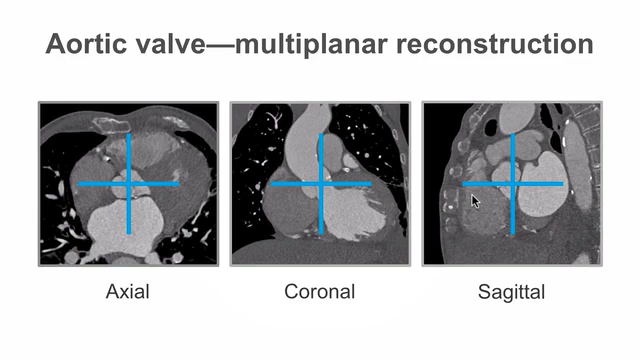 Aortic valve—multiplanar reconstruction
Axial
Coronal
Sagittal